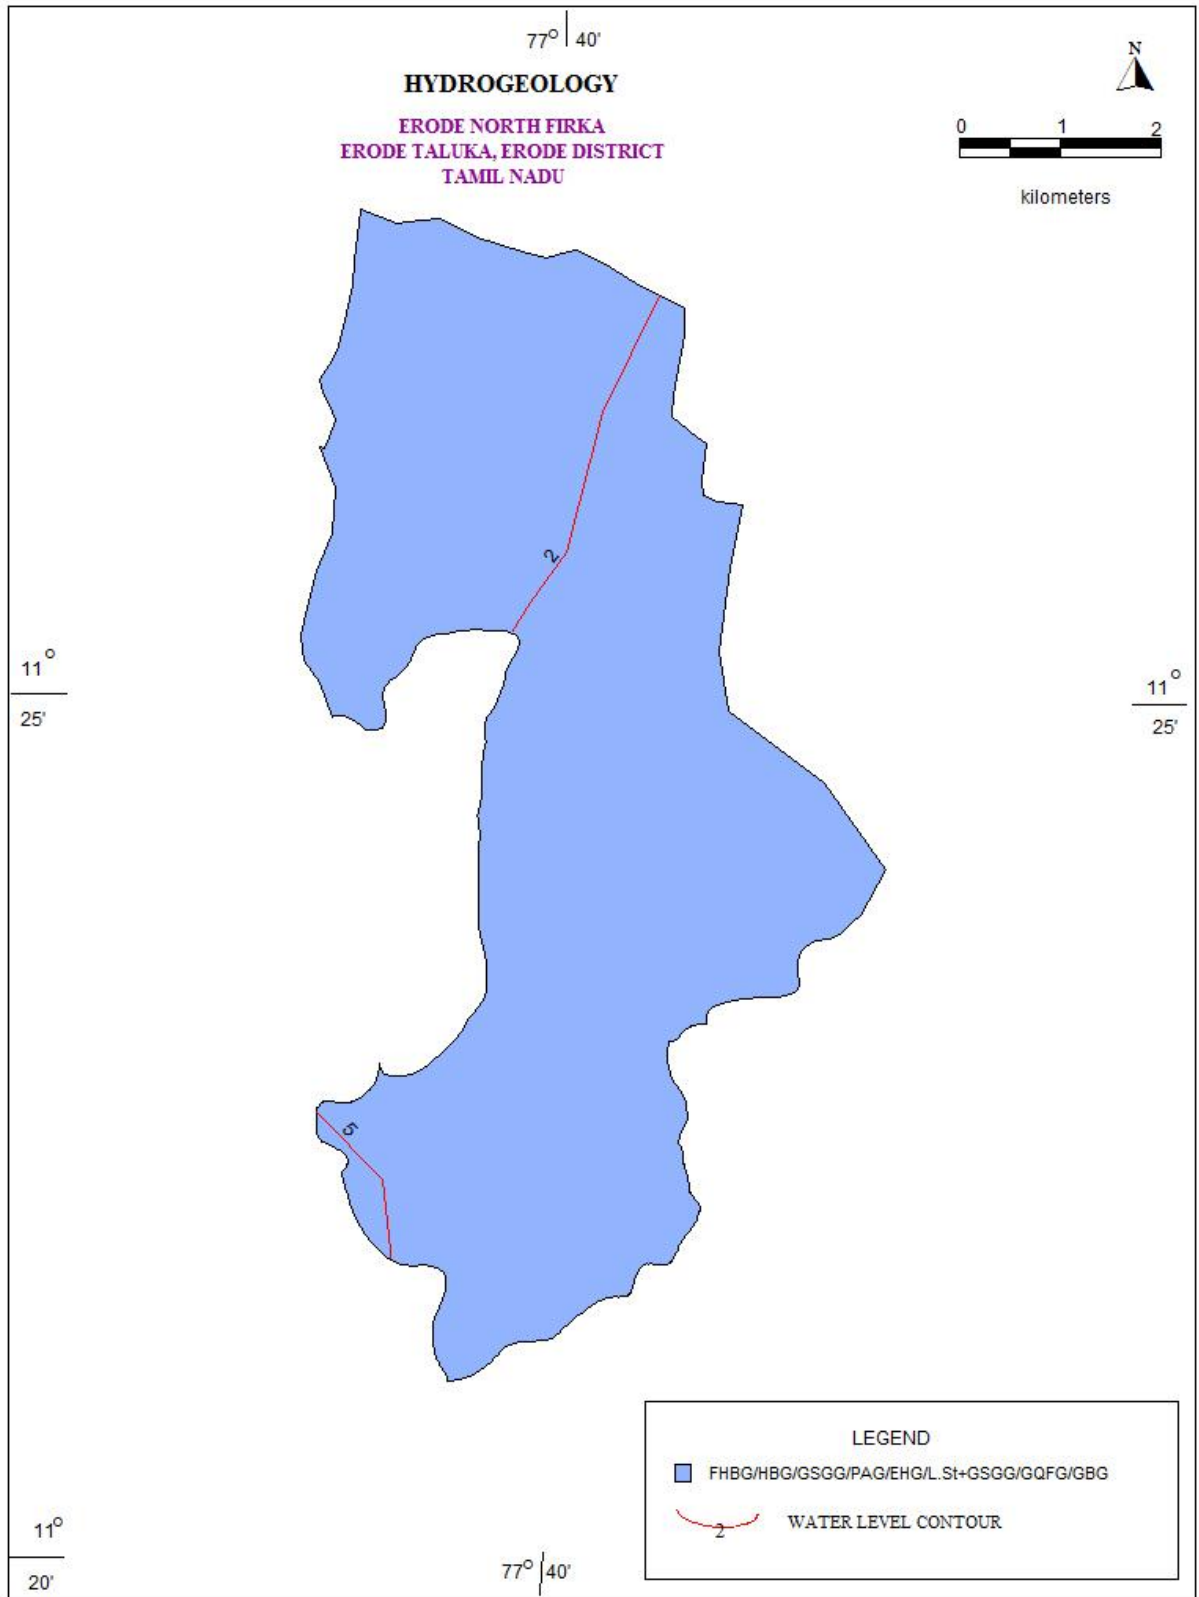 77° 40'
N
HYDROGEOLOGY
ERODE NORTH FIRKA
ERODE TALUKA, ERODE DISTRICT
TAMIL NADU
0 1 2
kilometers
2
11°
25'
11°
25'
5
LEGEND
FHBG/HBG/GSGG/PAG/EHG/L.St+GSGG/GQFG/GBG
2
WATER LEVEL CONTOUR
11°
20'
77° 40'